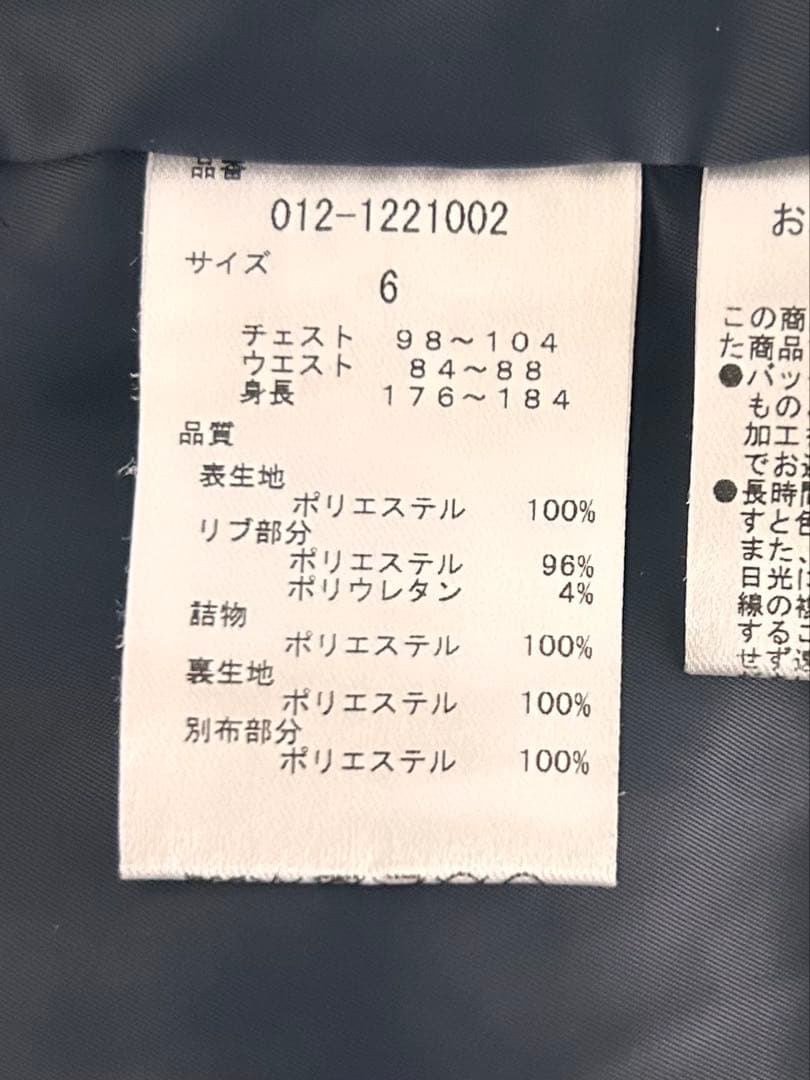 品番
012-1221002
サイズ
6
チェスト 98～104
ウエスト 84～88
身長 176～184
品質
表生地
ポリエステル 100%
リブ部分
ポリエステル 96%
ポリウレタン 4%
詰物
ポリエステル 100%
裏生地
ポリエステル 100%
別布部分
ポリエステル 100%
お
この商
た商品
●バッ
もの
加工
でお
●長時間
すと色
また、
日光に
線の
するこ
せず